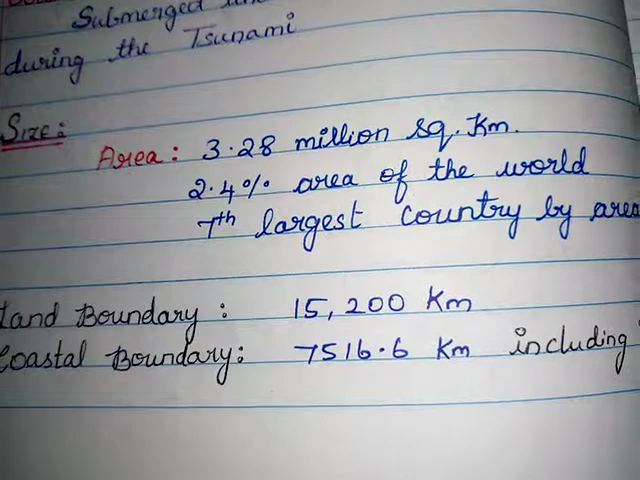 Submerged
during the Tsunami
Size:
Area: 3.28 million sq. Km.
2.4% area of the world
7th largest country by area
Land Boundary: 15,200 Km
Coastal Boundary: 7516.6 Km including